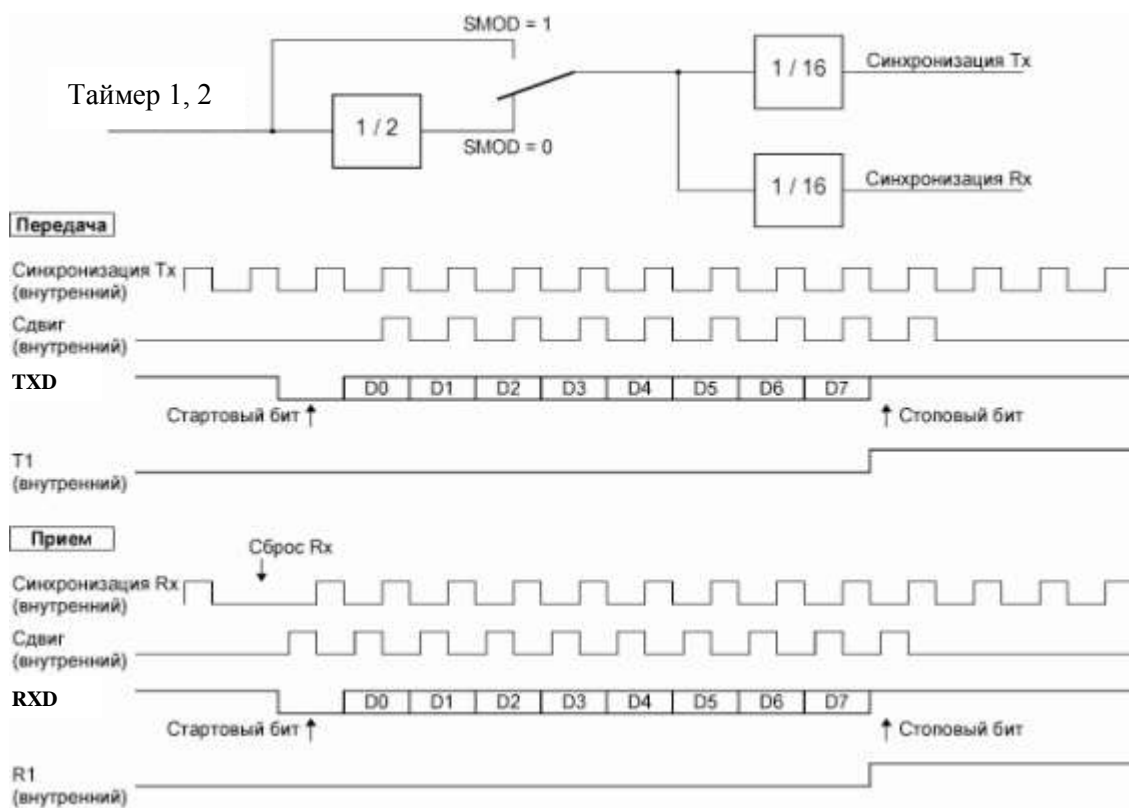 SMOD = 1
Таймер 1, 2
1 / 2
SMOD = 0
1 / 16
Синхронизация Tx
1 / 16
Синхронизация Rx
Передача
Синхронизация Tx
(внутренний)
Сдвиг
(внутренний)
TXD
D0 D1 D2 D3 D4 D5 D6 D7
Стартовый бит
Стоповый бит
T1
(внутренний)
Прием
Сброс Rx
Синхронизация Rx
(внутренний)
Сдвиг
(внутренний)
RXD
D0 D1 D2 D3 D4 D5 D6 D7
Стартовый бит
Стоповый бит
R1
(внутренний)